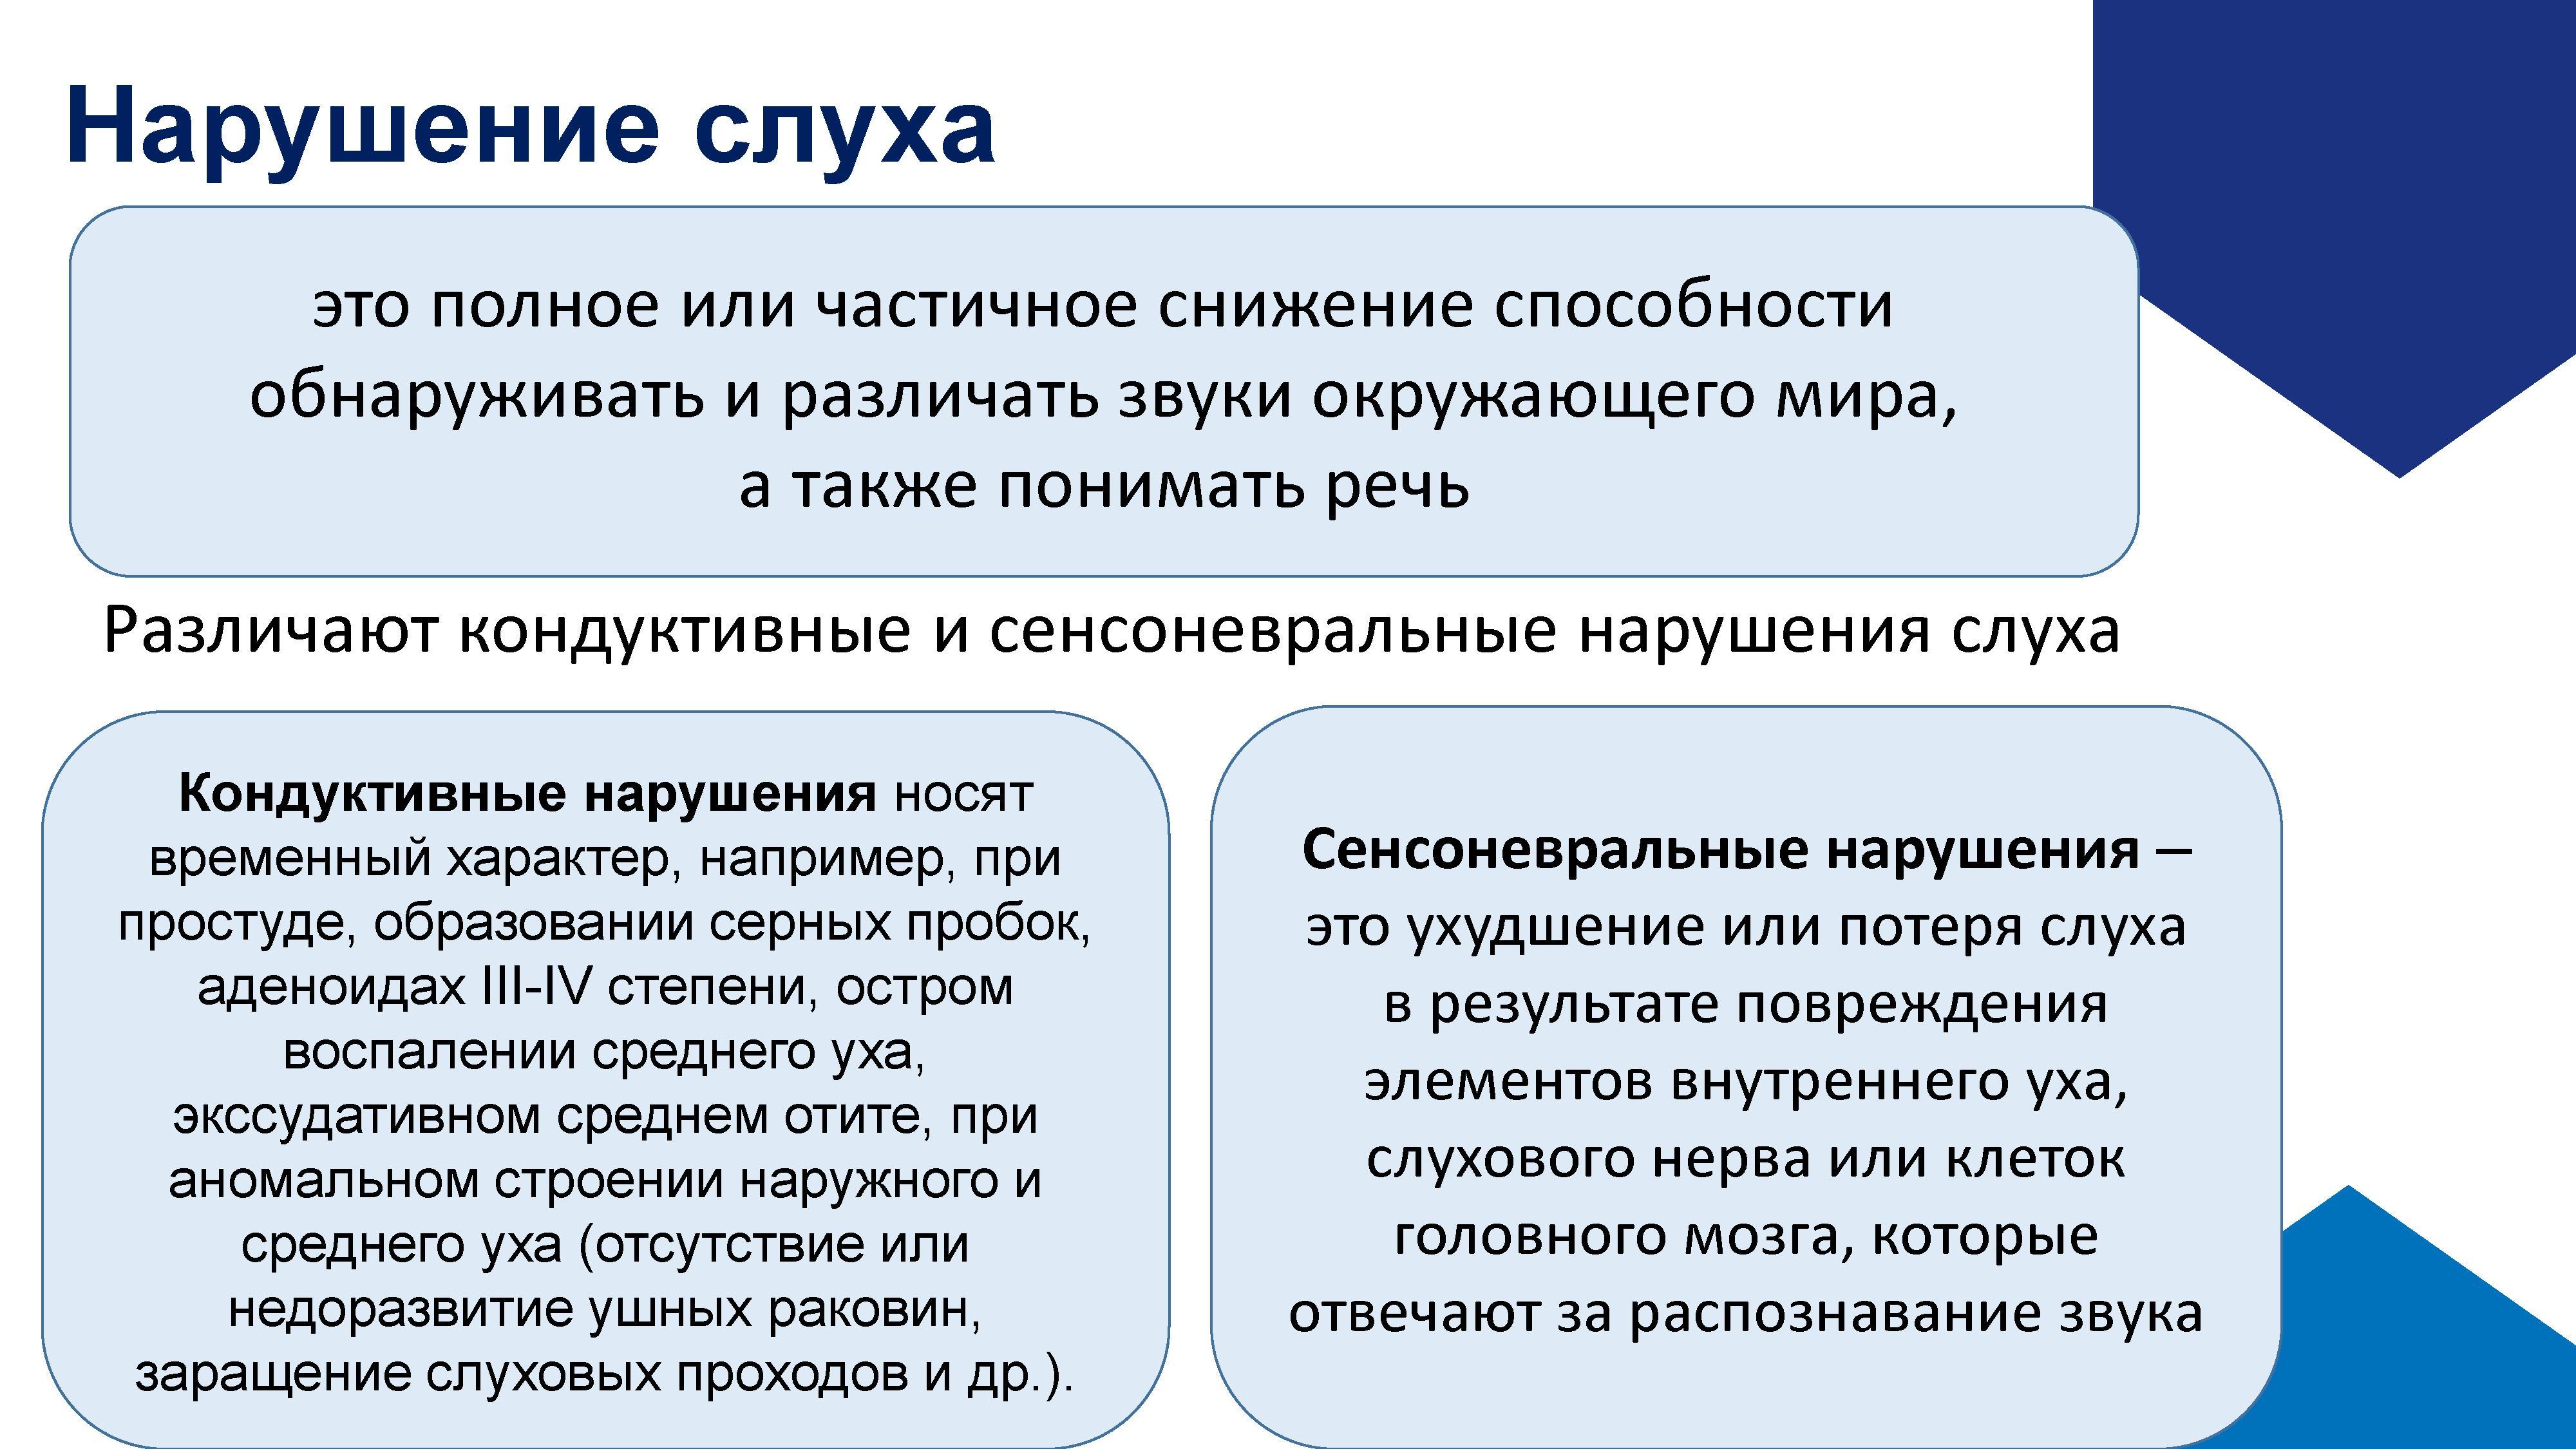 Нарушение слуха
это полное или частичное снижение способности
обнаруживать и различать звуки окружающего мира,
а также понимать речь
Различают кондуктивные и сенсоневральные нарушения слуха
Кондуктивные нарушения носят
временный характер, например, при
простуде, образовании серных пробок,
аденоидах III-IV степени, остром
воспалении среднего уха,
экссудативном среднем отите, при
аномальном строении наружного и
среднего уха (отсутствие или
недоразвитие ушных раковин,
заращение слуховых проходов и др.).
Сенсоневральные нарушения –
это ухудшение или потеря слуха
в результате повреждения
элементов внутреннего уха,
слухового нерва или клеток
головного мозга, которые
отвечают за распознавание звука